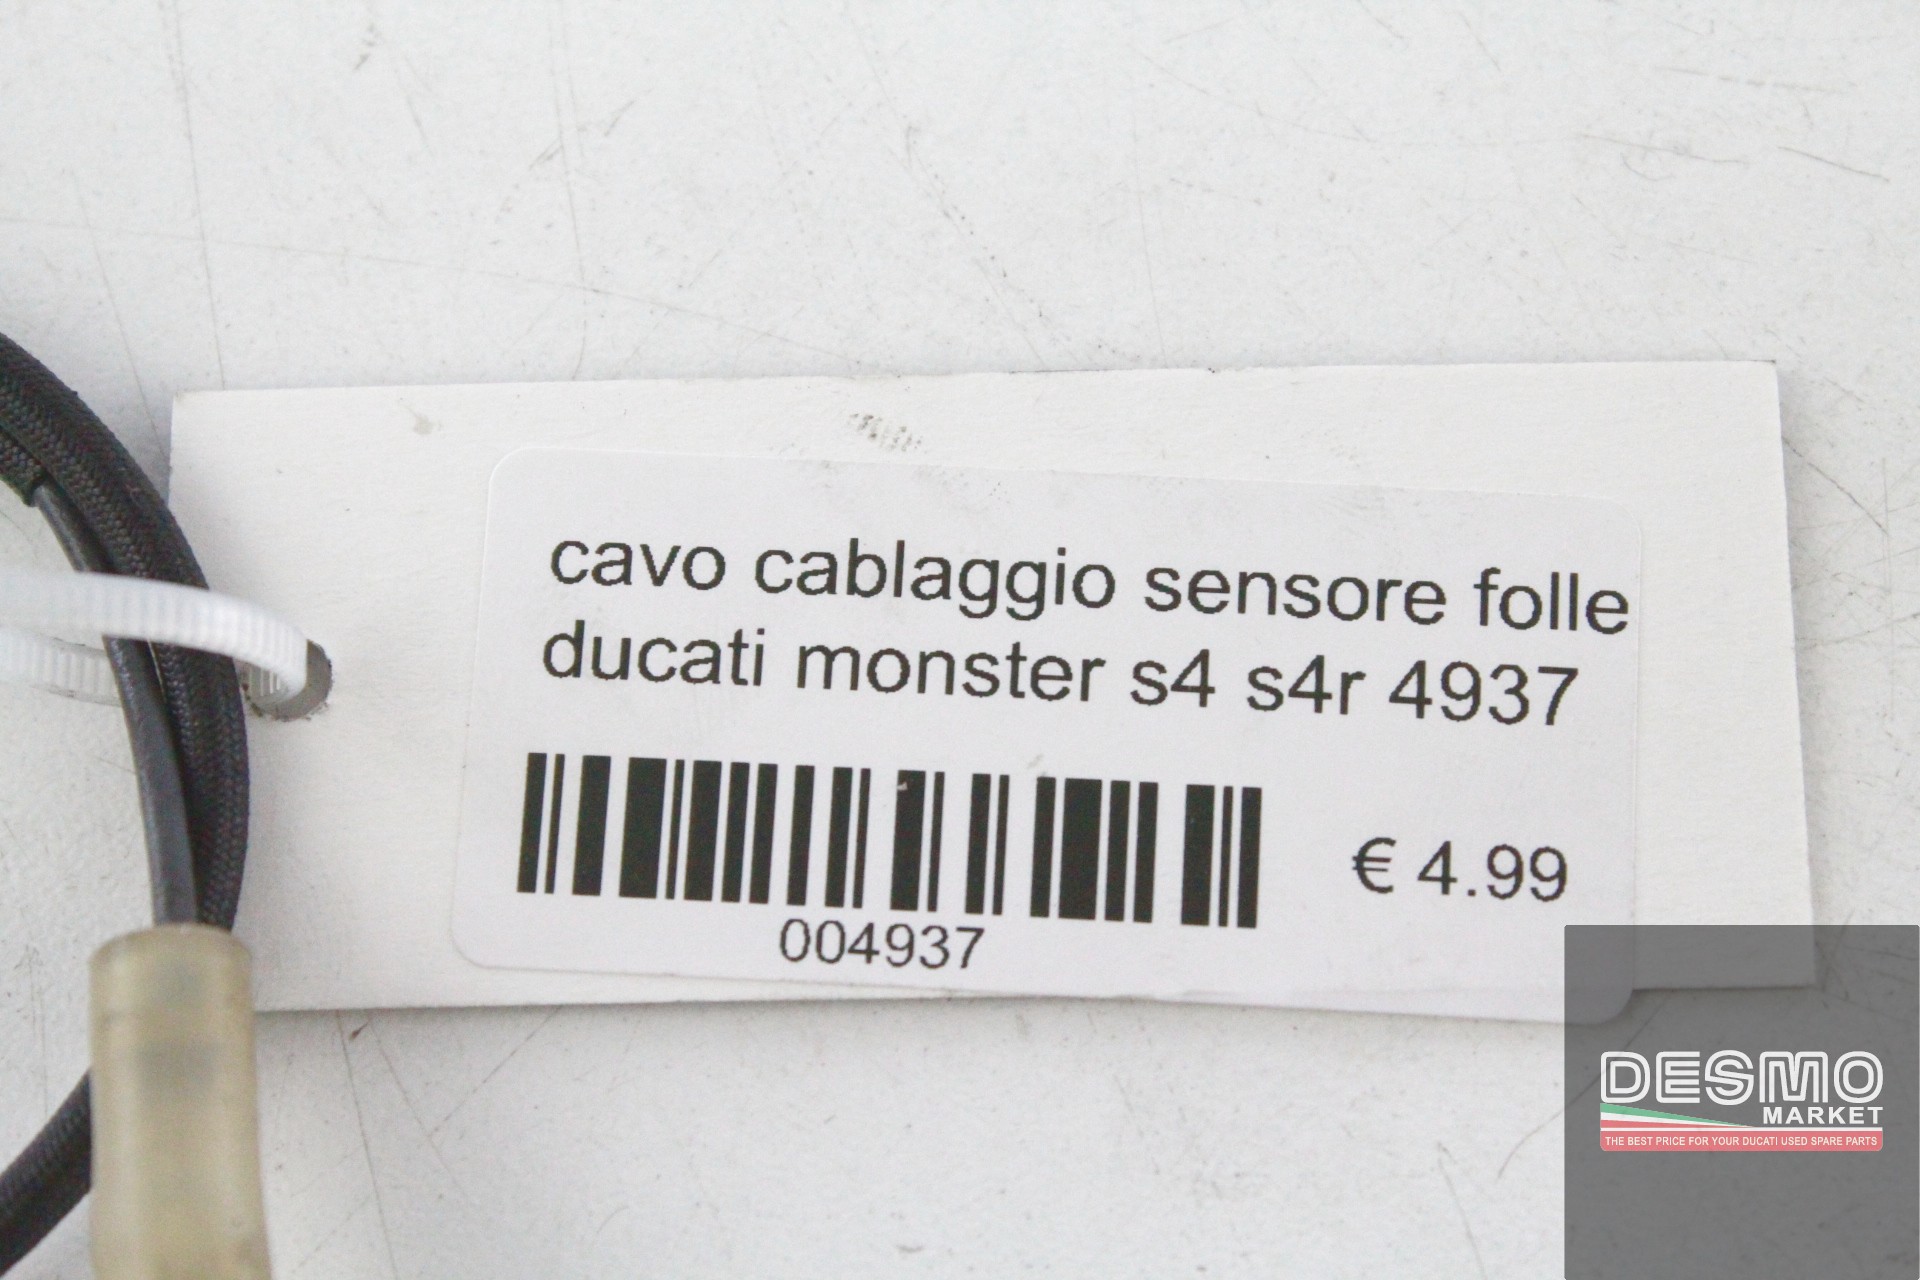 cavo cablaggio sensore folle
ducati monster s4 s4r 4937
€ 4.99
004937
DESMO
MARKET
THE BEST PRICE FOR YOUR DUCATI USED SPARE PARTS